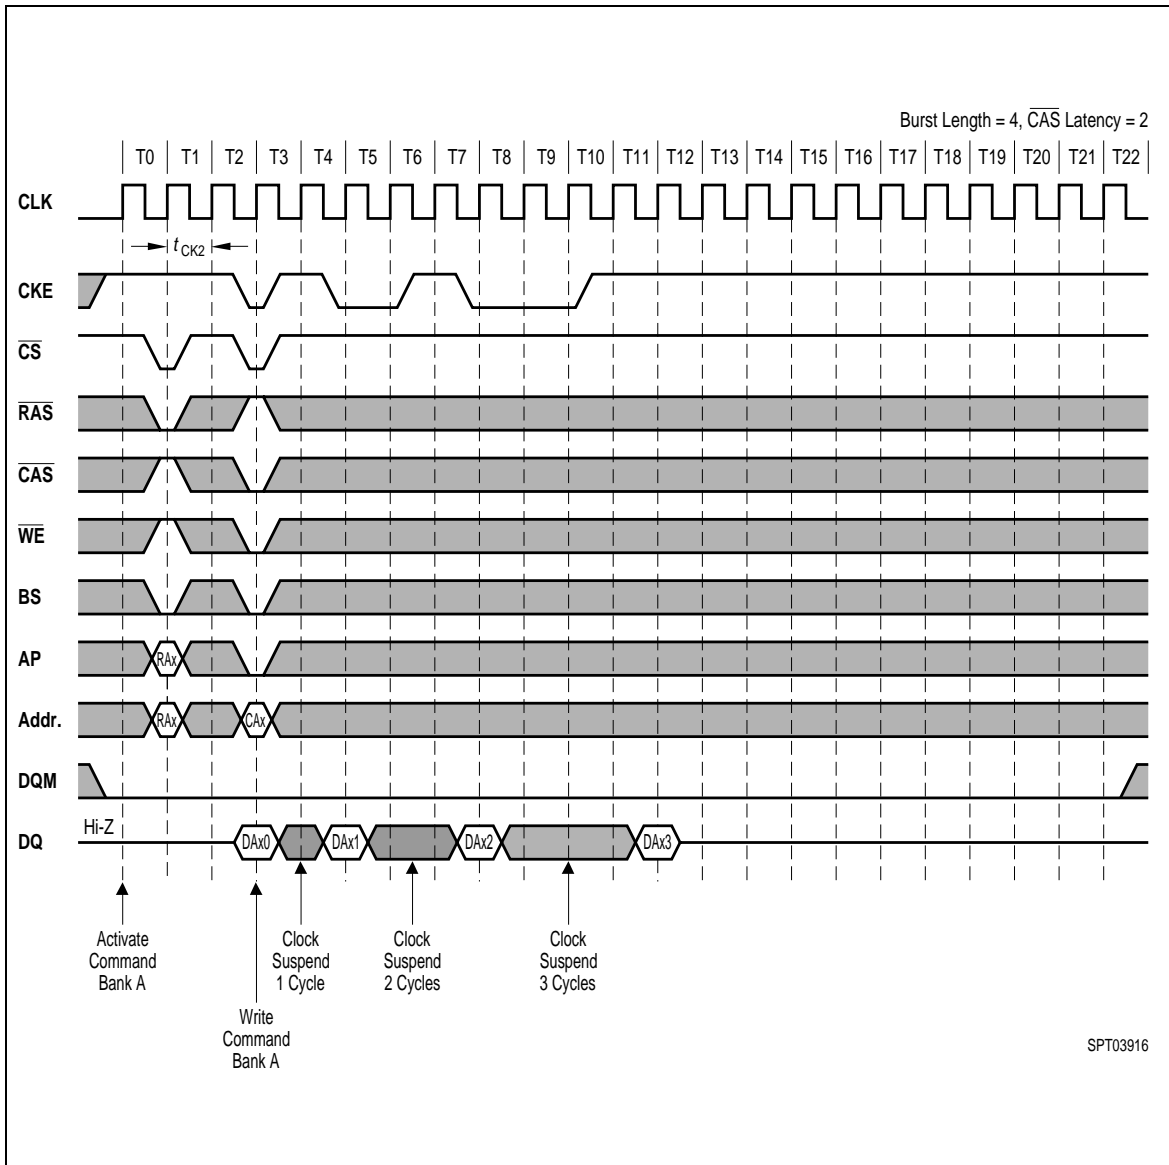 Burst Length = 4, CAS Latency = 2
T0 T1 T2 T3 T4 T5 T6 T7 T8 T9 T10 T11 T12 T13 T14 T15 T16 T17 T18 T19 T20 T21 T22
CLK
t CK2
CKE
CS
RAS
CAS
WE
BS
AP
RAx
Addr.
RAx CAx
DQM
Hi-Z
DQ
DAx0 DAx1 DAx2 DAx3
Activate
Command
Bank A
Write
Command
Bank A
Clock
Suspend
1 Cycle
Clock
Suspend
2 Cycles
Clock
Suspend
3 Cycles
SPT03916